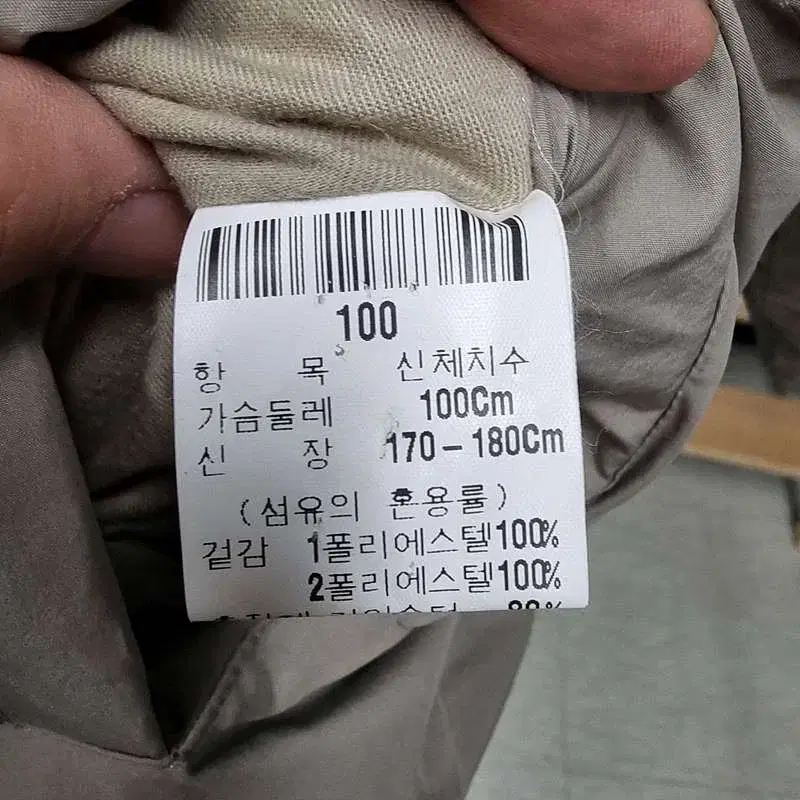 100
항 목 신체치수
가슴둘레 100Cm
신 장 170-180Cm
(섬유의 혼용률)
겉감 1폴리에스텔100%
2폴리에스텔100%